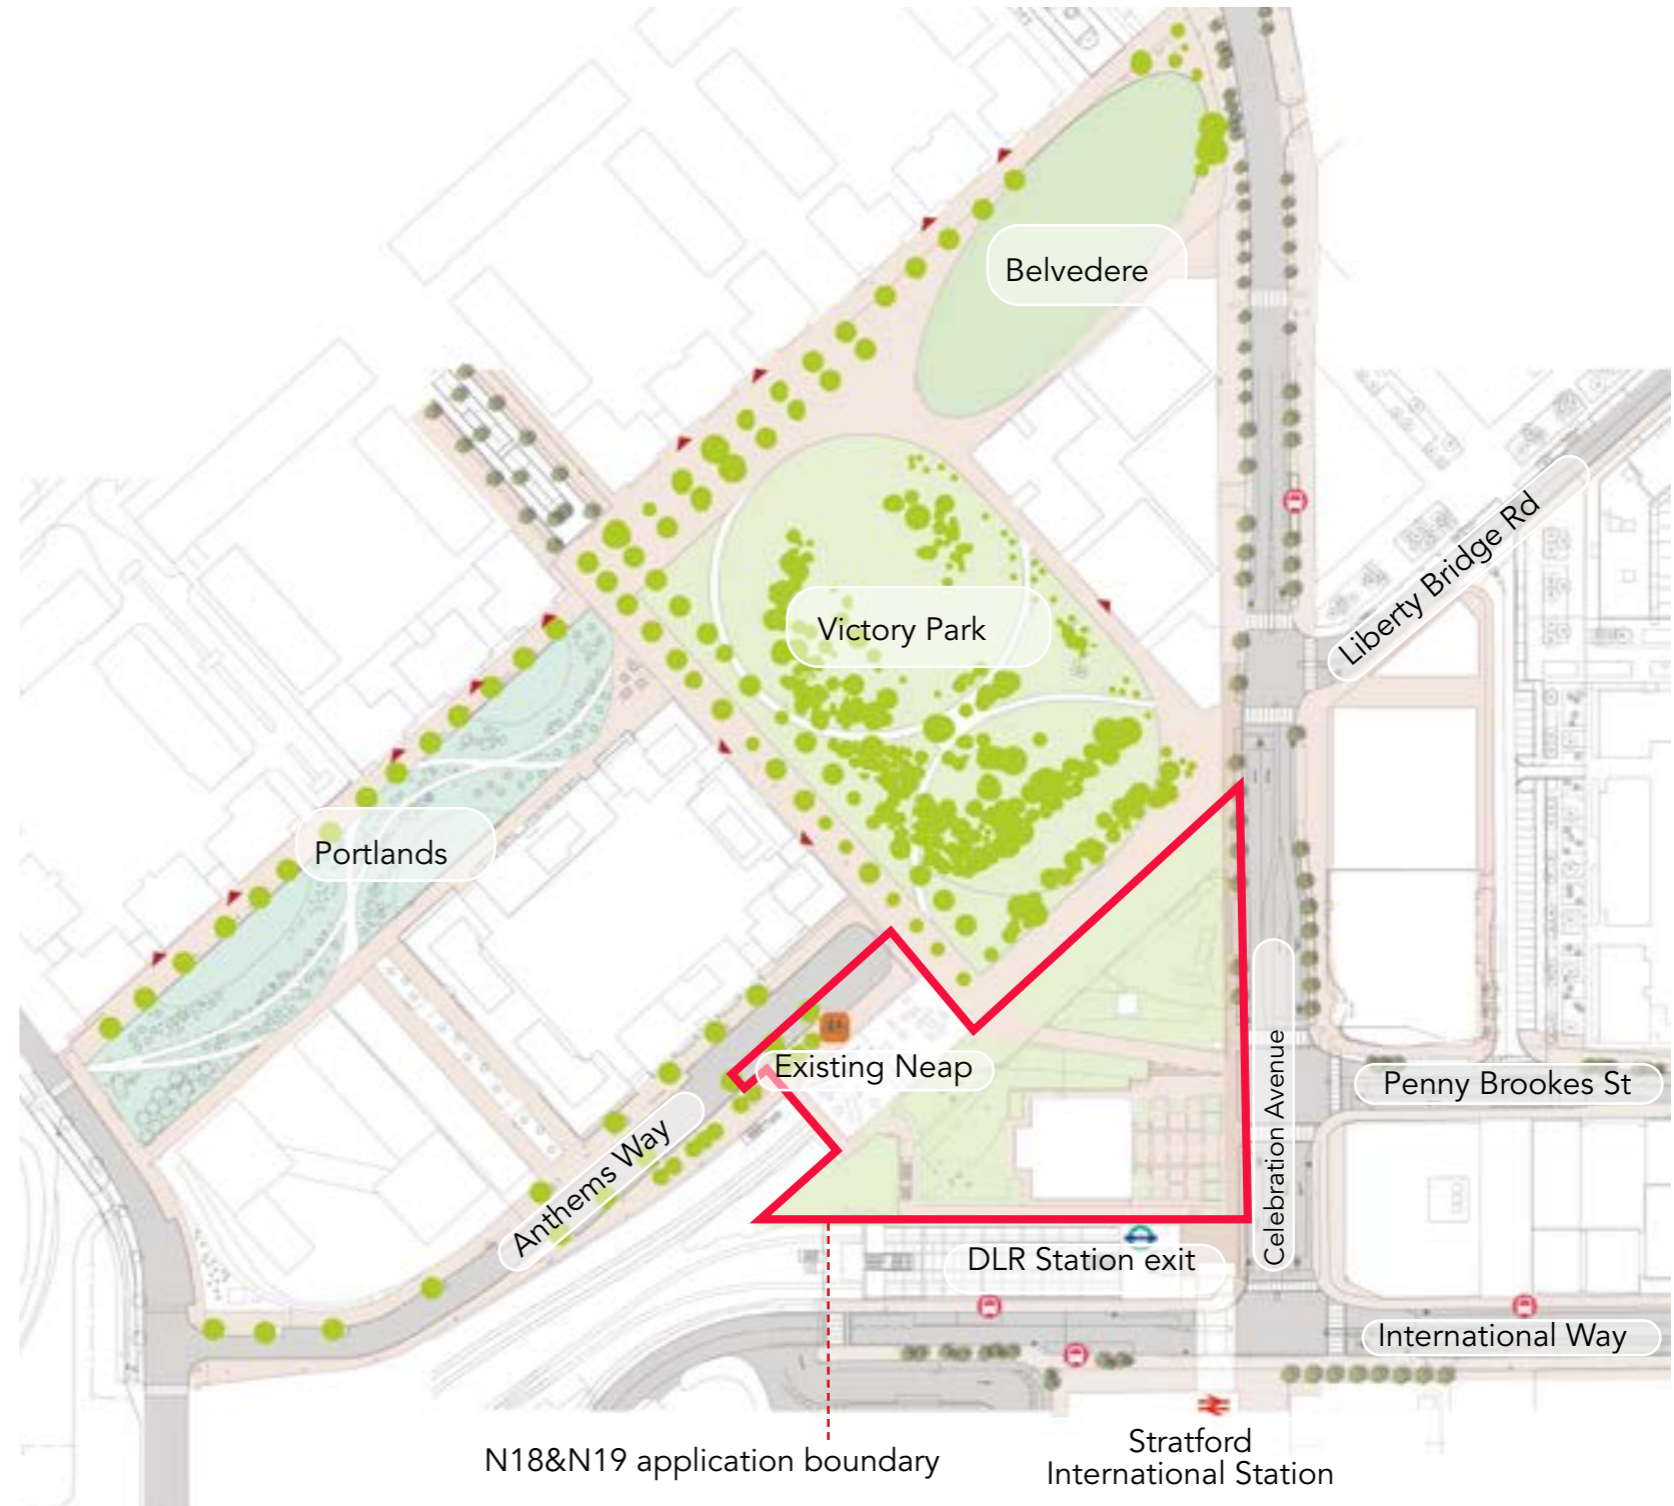 Belvedere
Liberty Bridge Rd
Victory Park
Portlands
Existing Neap
Penny Brookes St
Celebration Avenue
Anthems Way
DLR Station exit
International Way
N18&N19 application boundary
Stratford
International Station